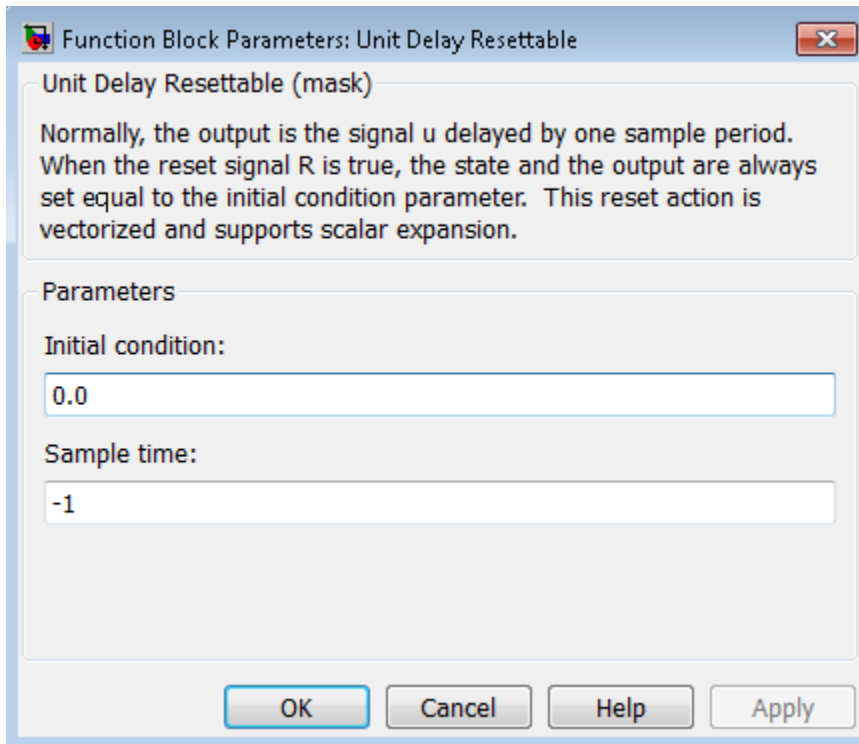 Function Block Parameters: Unit Delay Resettable
Unit Delay Resettable (mask)
Normally, the output is the signal u delayed by one sample period.
When the reset signal R is true, the state and the output are always
set equal to the initial condition parameter.  This reset action is
vectorized and supports scalar expansion.
Parameters
Initial condition:
0.0
Sample time:
-1
OK Cancel Help Apply